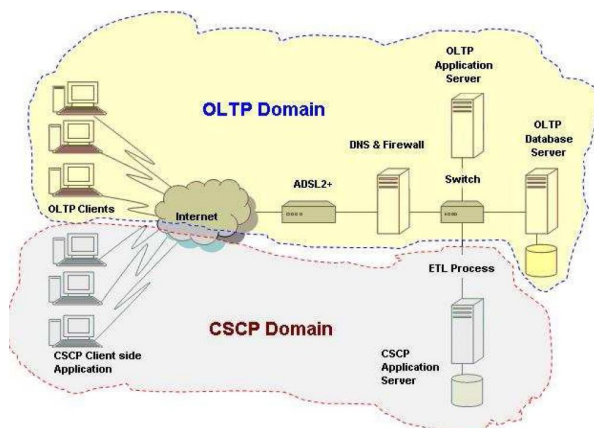 OLTP
Application
Server
OLTP Domain
OLTP
Database
Server
DNS & Firewall
ADSL2+
Switch
OLTP Clients
Internet
ETL Process
CSCP Domain
CSCP Client side
Application
CSCP
Application
Server